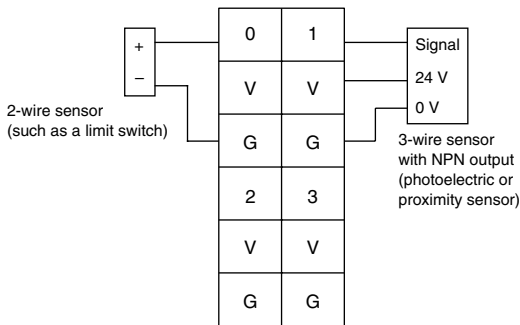 +
–
2-wire sensor
(such as a limit switch)
0 1
V V
G G
2 3
V V
G G
Signal
24 V
0 V
3-wire sensor
with NPN output
(photoelectric or
proximity sensor)